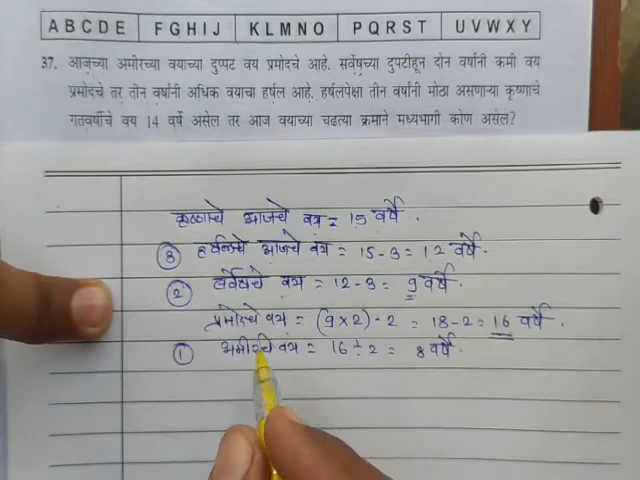 A B C D E F G H I J K L M N O P Q R S T U V W X Y
37. आजच्या अमीरच्या वयाच्या दुप्पट वय प्रमोदचे आहे. सर्वेषच्या दुपटीहून दोन वर्षांनी कमी वय
प्रमोदचे तर तीन वर्षांनी अधिक वयाचा हर्षल आहे. हर्षलपेक्षा तीन वर्षांनी मोठा असणाऱ्या कृष्णाचे
गतवर्षीचे वय 14 वर्षे असेल तर आज वयाच्या चढत्या क्रमाने मध्यभागी कोण असेल?
कृष्णाचे आजचे वय = 15 वर्षे .
③ हर्षलचे आजचे वय = 15 - 3 = 12 वर्षे .
② सर्वेषचे वय = 12 - 3 = 9 वर्षे .
प्रमोदचे वय = (9 × 2) - 2 = 18 - 2 = 16 वर्षे .
① अमीरचे वय = 16 ÷ 2 = 8 वर्षे .